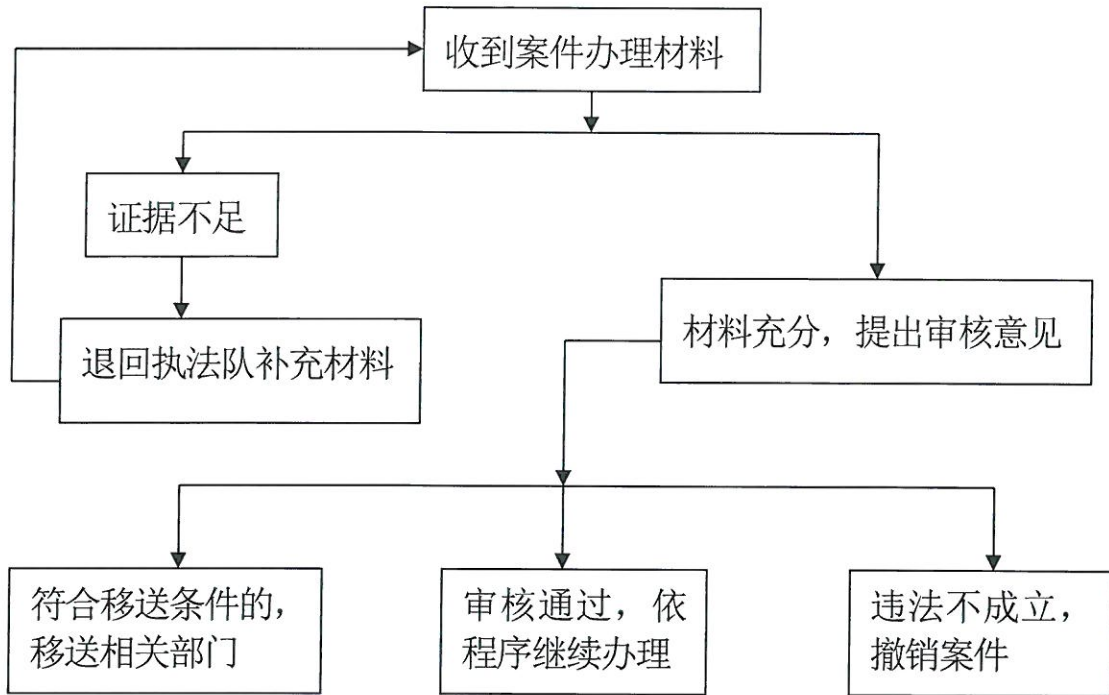 收到案件办理材料
证据不足
退回执法队补充材料
材料充分，提出审核意见
符合移送条件的，
移送相关部门
审核通过，依
程序继续办理
违法不成立，
撤销案件